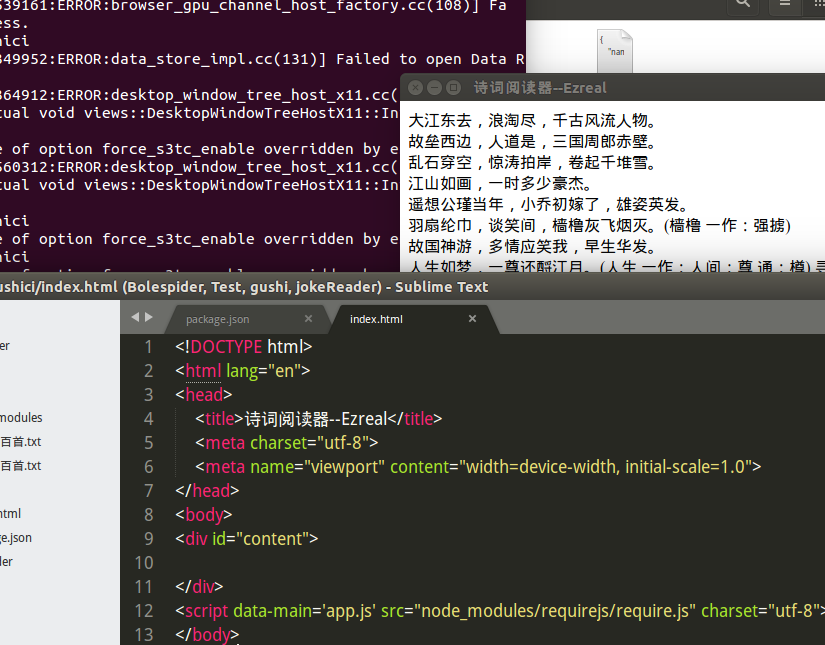 539161:ERROR:browser_gpu_channel_host_factory.cc(108)] Fa
ess.
nici
349952:ERROR:data_store_impl.cc(131)] Failed to open Data R
364912:ERROR:desktop_window_tree_host_x11.cc(
tual void views::DesktopWindowTreeHostX11::In
e of option force_s3tc_enable overridden by e
560312:ERROR:desktop_window_tree_host_x11.cc(
tual void views::DesktopWindowTreeHostX11::In
nici
e of option force_s3tc_enable overridden by e
nici
{
"nan
诗词阅读器--Ezreal
大江东去，浪淘尽，千古风流人物。
故垒西边，人道是，三国周郎赤壁。
乱石穿空，惊涛拍岸，卷起千堆雪。
江山如画，一时多少豪杰。
遥想公瑾当年，小乔初嫁了，雄姿英发。
羽扇纶巾，谈笑间，樯橹灰飞烟灭。(樯橹 一作：强掳)
故国神游，多情应笑我，早生华发。
人生如梦，一尊还酹江月。(人生 一作：人间；尊 通：樽)
ushici/index.html (Bolespider, Test, gushi, jokeReader) - Sublime Text
package.json × index.html ×
er
modules
百首.txt
百首.txt
html
ge.json
der
1 <!DOCTYPE html>
2 <html lang="en">
3 <head>
4 <title>诗词阅读器--Ezreal</title>
5 <meta charset="utf-8">
6 <meta name="viewport" content="width=device-width, initial-scale=1.0">
7 </head>
8 <body>
9 <div id="content">
10
11 </div>
12 <script data-main='app.js' src="node_modules/requirejs/require.js" charset="utf-8">
13 </body>